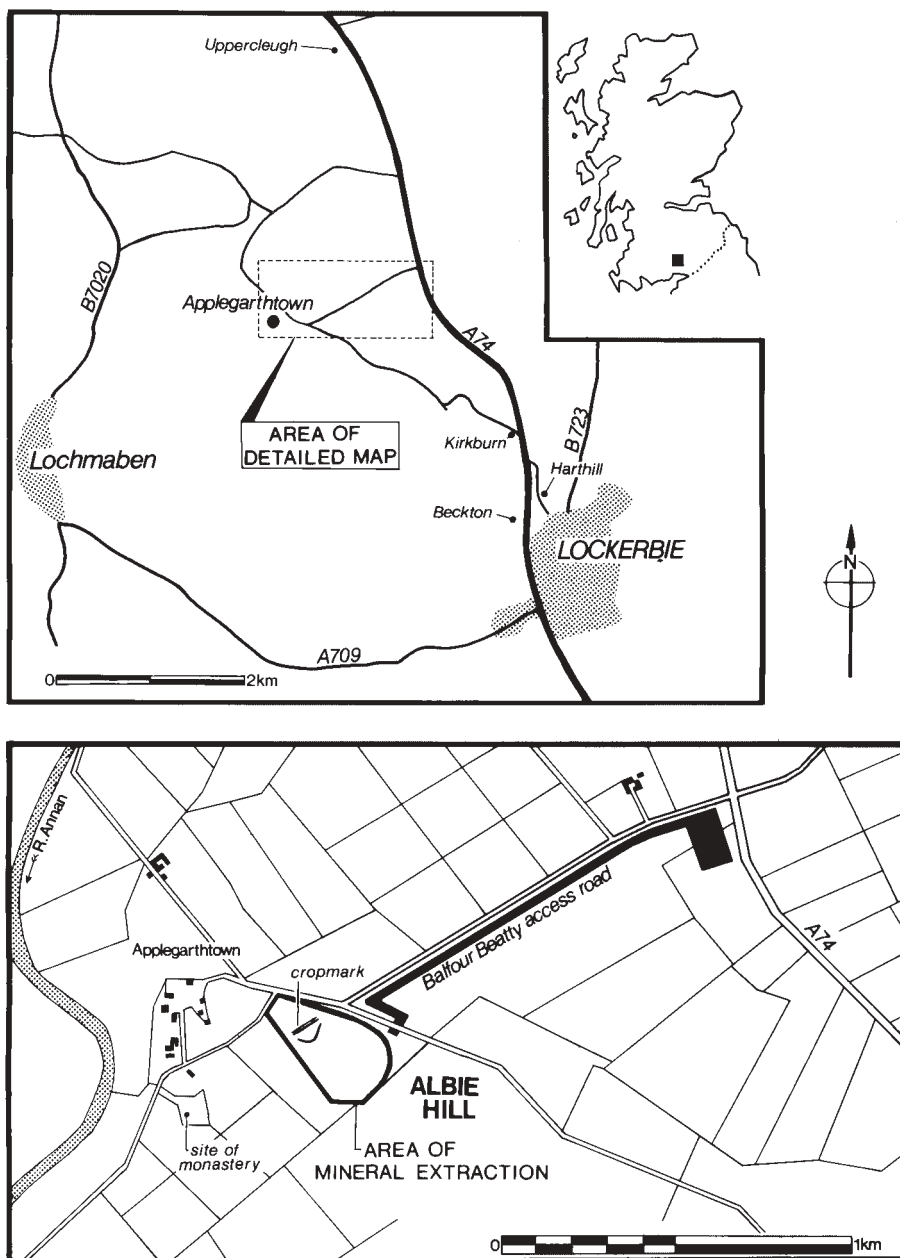 Uppercleugh
B7020
Applegarthtown
A74
AREA OF
DETAILED MAP
Lochmaben
Kirkburn
B723
Harthill
Beckton
LOCKERBIE
A709
0 2km
N
R. Annan
Applegarthtown
cropmark
Balfour Beatty access road
A74
ALBIE
HILL
site of
monastery
AREA OF
MINERAL EXTRACTION
0 1km